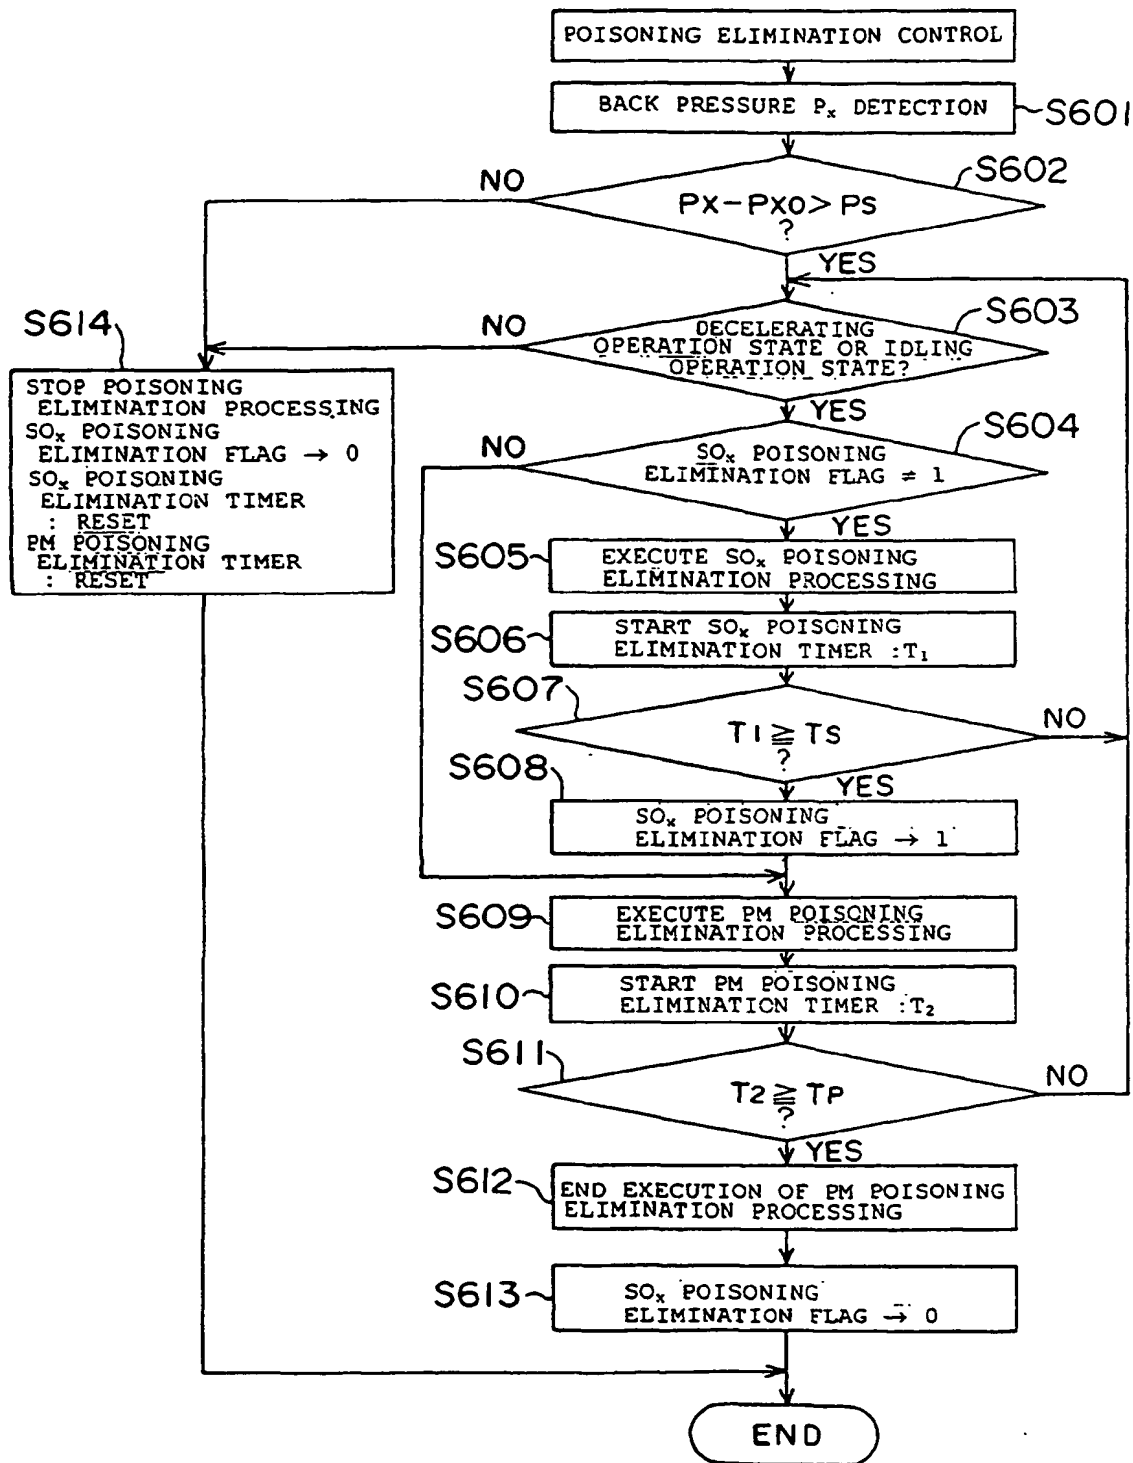 POISONING ELIMINATION CONTROL
BACK PRESSURE Px DETECTION
S601
S602
NO
PX-PXO>PS
?
YES
S603
NO
DECELERATING
OPERATION STATE OR IDLING
OPERATION STATE?
YES
S614
STOP POISONING
ELIMINATION PROCESSING
SOx POISONING
ELIMINATION FLAG → 0
SOx POISONING
ELIMINATION TIMER
: RESET
PM POISONING
ELIMINATION TIMER
: RESET
S604
NO
SOx POISONING
ELIMINATION FLAG ≠ 1
YES
S605
EXECUTE SOx POISONING
ELIMINATION PROCESSING
S606
START SOx POISONING
ELIMINATION TIMER :T1
S607
T1≧TS
?
NO
YES
S608
SOx POISONING
ELIMINATION FLAG → 1
S609
EXECUTE PM POISONING
ELIMINATION PROCESSING
S610
START PM POISONING
ELIMINATION TIMER :T2
S611
T2≧TP
?
NO
YES
S612
END EXECUTION OF PM POISONING
ELIMINATION PROCESSING
S613
SOx POISONING
ELIMINATION FLAG → 0
END